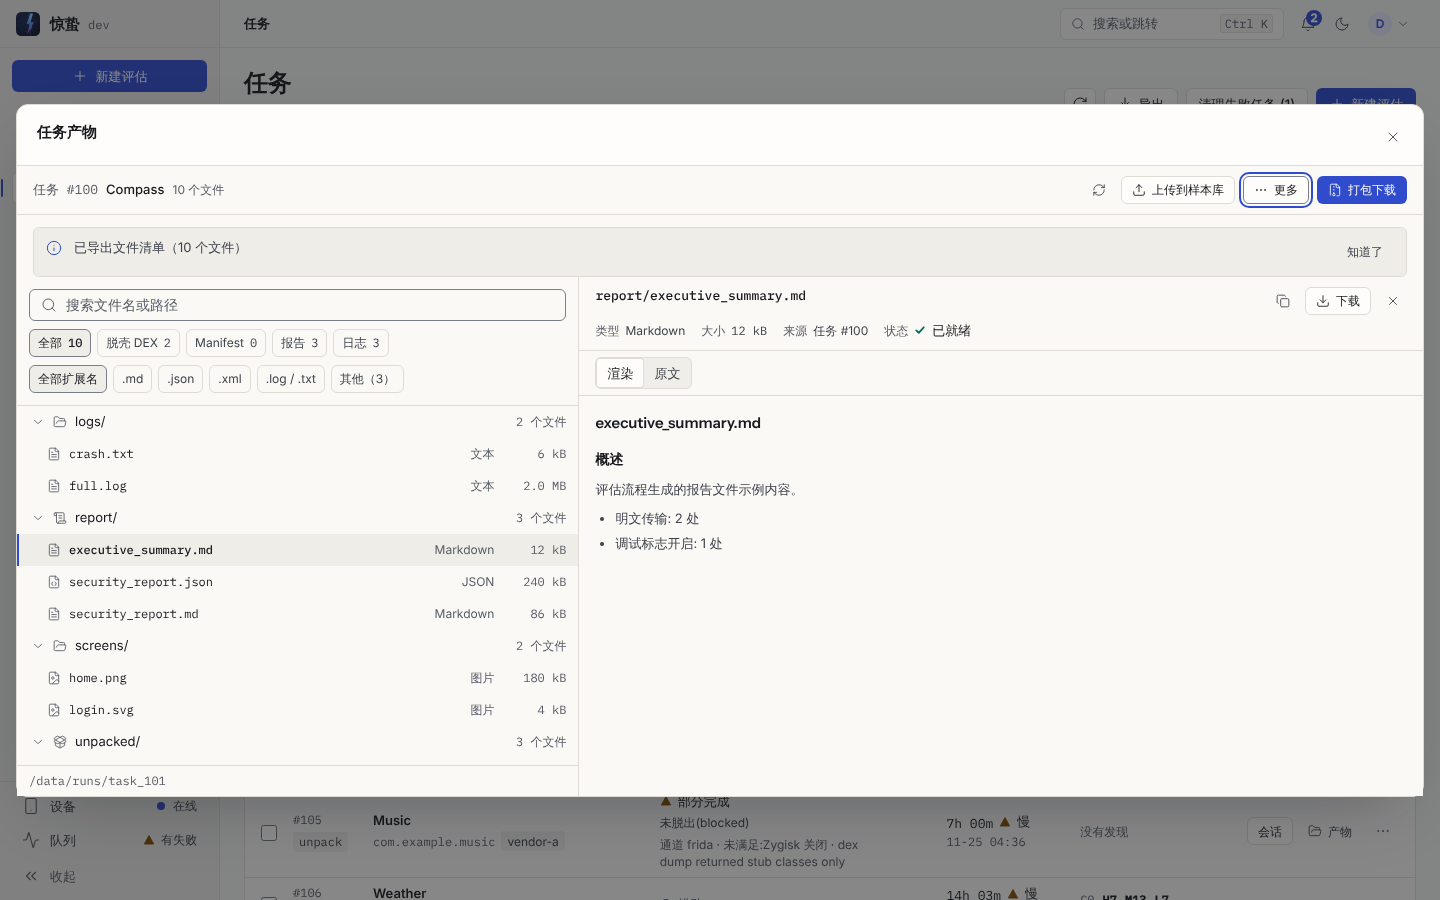 惊蛰 dev
任务
搜索或跳转 Ctrl K
2
D
新建评估
任务
导出
清理失败任务 (1)
新建评估
任务产物
任务 #100 Compass 10 个文件
上传到样本库
更多
打包下载
已导出文件清单（10 个文件）
知道了
搜索文件名或路径
全部 10
脱壳 DEX 2
Manifest 0
报告 3
日志 3
全部扩展名
.md
.json
.xml
.log / .txt
其他（3）
logs/ 2 个文件
crash.txt 文本 6 kB
full.log 文本 2.0 MB
report/ 3 个文件
executive_summary.md Markdown 12 kB
security_report.json JSON 240 kB
security_report.md Markdown 86 kB
screens/ 2 个文件
home.png 图片 180 kB
login.svg 图片 4 kB
unpacked/ 3 个文件
/data/runs/task_101
report/executive_summary.md
下载
类型 Markdown 大小 12 kB 来源 任务 #100 状态 已就绪
渲染 原文
executive_summary.md
概述
评估流程生成的报告文件示例内容。
明文传输: 2 处
调试标志开启: 1 处
设备 在线
队列 有失败
收起
#105
unpack
Music
com.example.music vendor-a
部分完成
未脱出(blocked)
通道 frida · 未满足:Zygisk 关闭 · dex
dump returned stub classes only
7h 00m 慢
11-25 04:36
没有发现
会话
产物
#106
Weather
14h 03m 慢